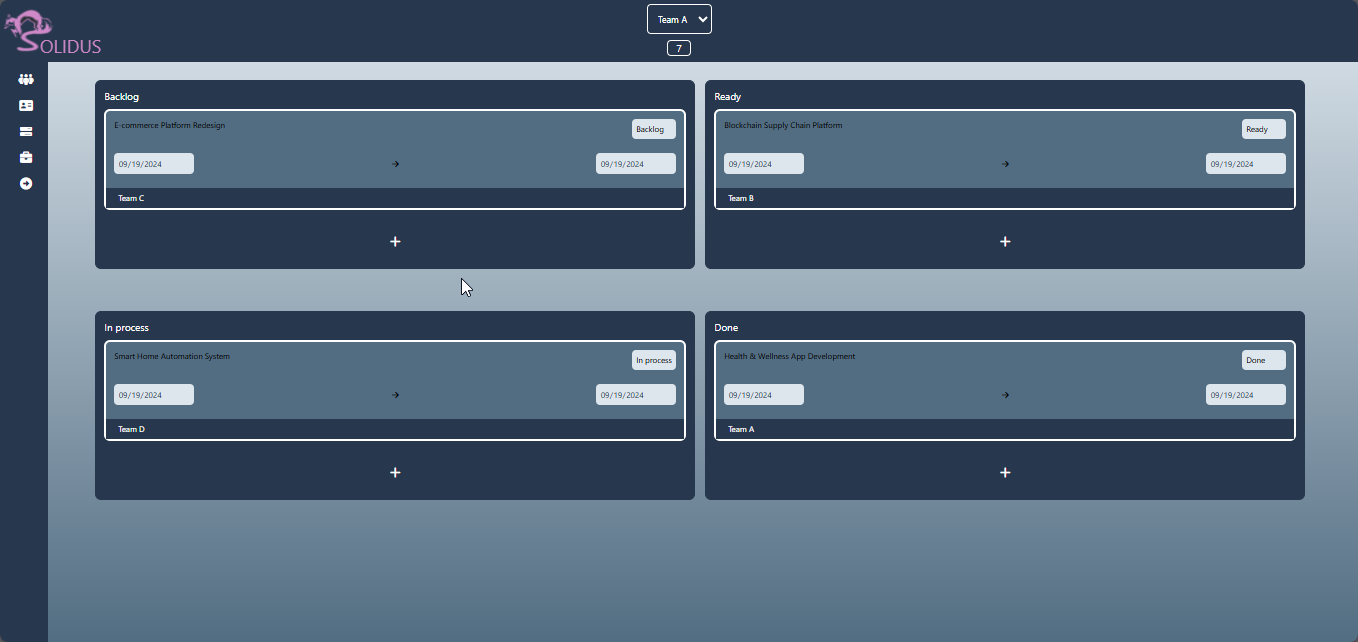 SOLIDUS
Team A
7
Backlog
E-commerce Platform Redesign
Backlog
09/19/2024 → 09/19/2024
Team C
+
Ready
Blockchain Supply Chain Platform
Ready
09/19/2024 → 09/19/2024
Team B
+
In process
Smart Home Automation System
In process
09/19/2024 → 09/19/2024
Team D
+
Done
Health & Wellness App Development
Done
09/19/2024 → 09/19/2024
Team A
+